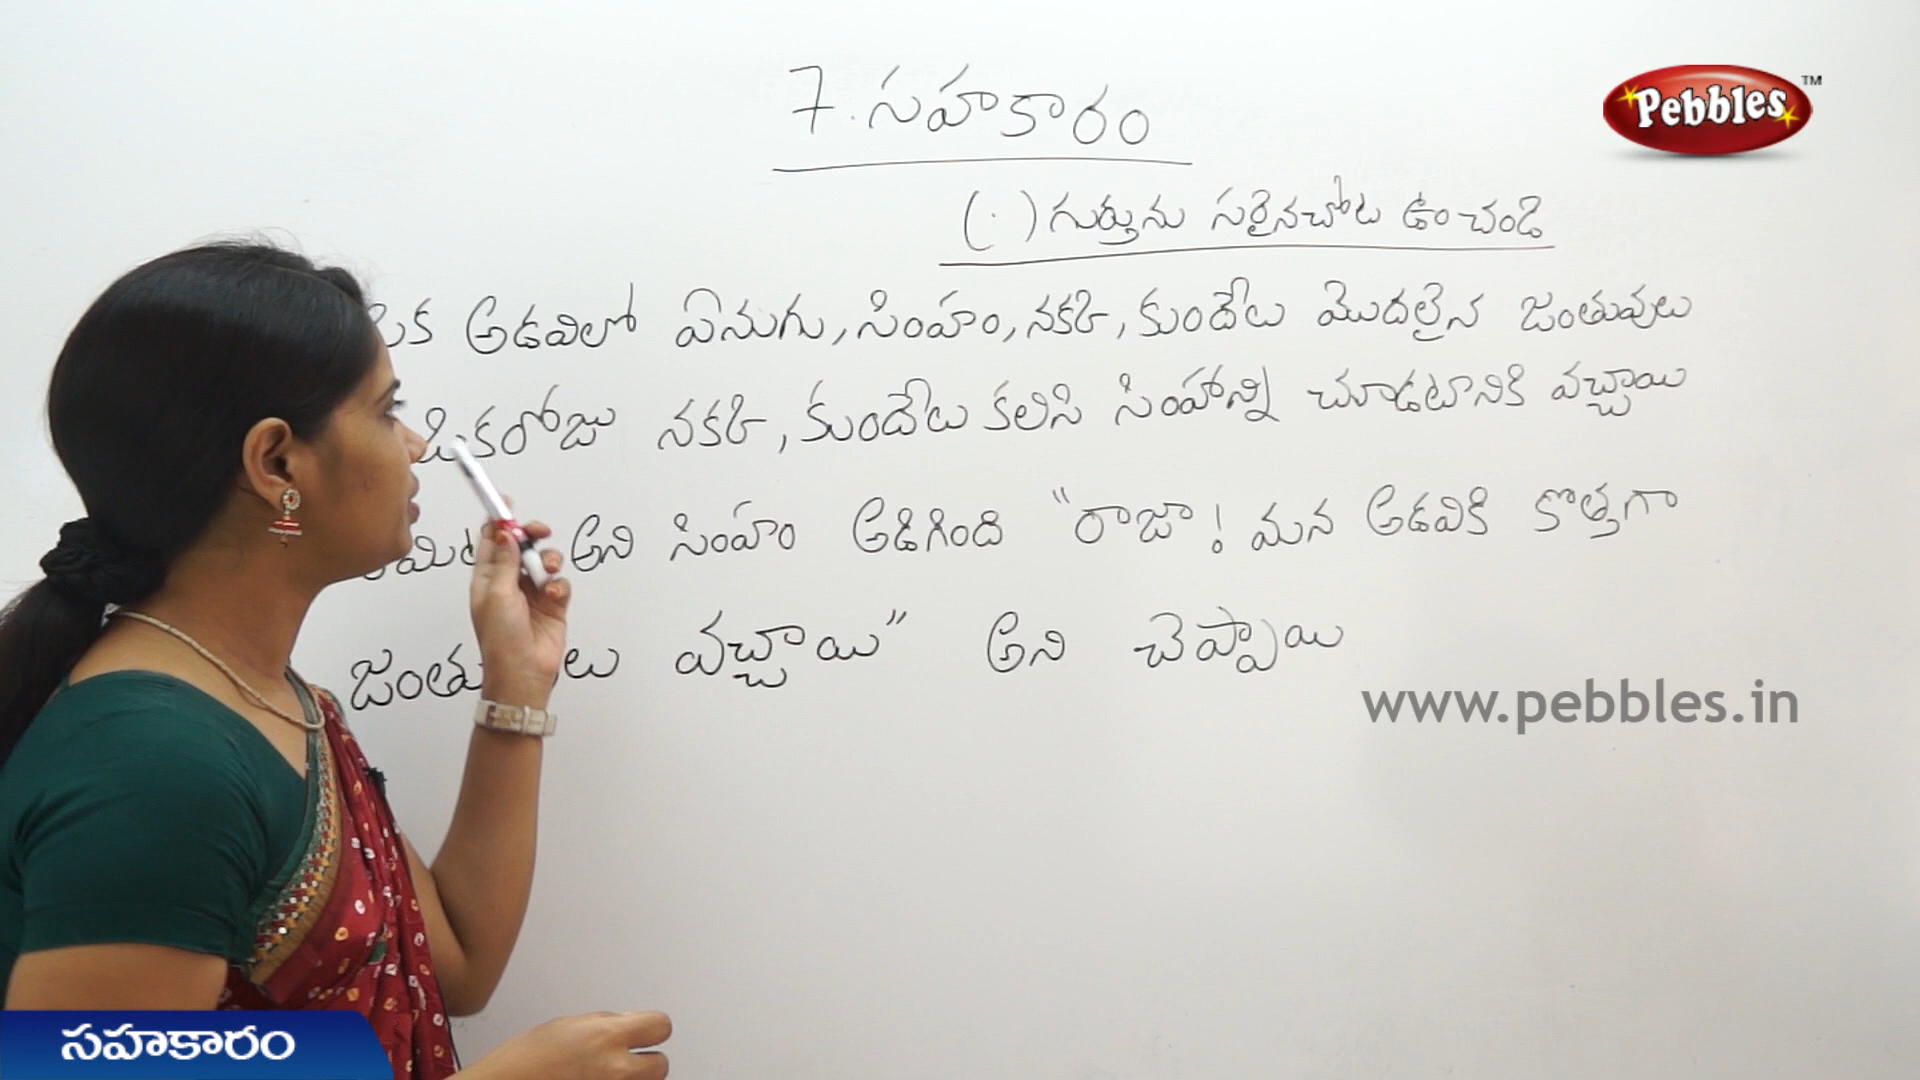 Pebbles TM
7. సహకారం
(.) గుర్తును సరైనచోట ఉంచండి
అడవిలో ఏనుగు, సింహం, నక్క, కుందేలు మొదలైన జంతువులు
ఒకరోజు నక్క, కుందేలు కలిసి సింహాన్ని చూడటానికి వచ్చాయి
అని సింహం అడిగింది "రాజా! మన అడవికి కొత్తగా
వచ్చాయి" అని చెప్పాయి
www.pebbles.in
సహకారం